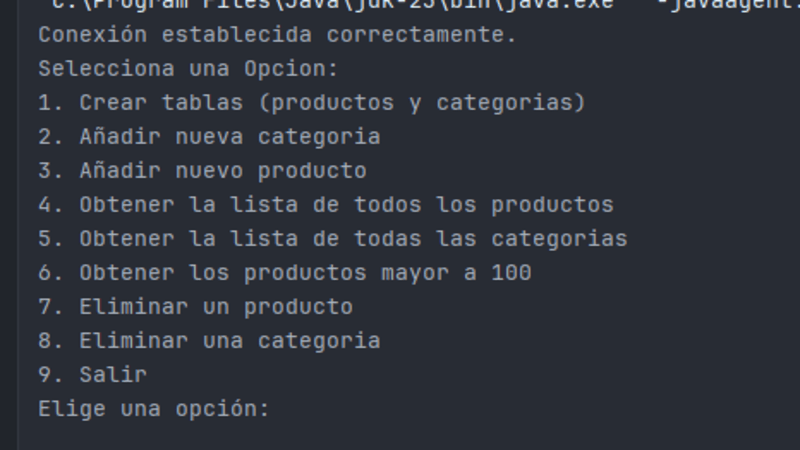 C:\Program Files\Java\jdk-23\bin\java.exe" "-javaagent:
Conexión establecida correctamente.
Selecciona una Opcion:
1. Crear tablas (productos y categorias)
2. Añadir nueva categoria
3. Añadir nuevo producto
4. Obtener la lista de todos los productos
5. Obtener la lista de todas las categorias
6. Obtener los productos mayor a 100
7. Eliminar un producto
8. Eliminar una categoria
9. Salir
Elige una opción: